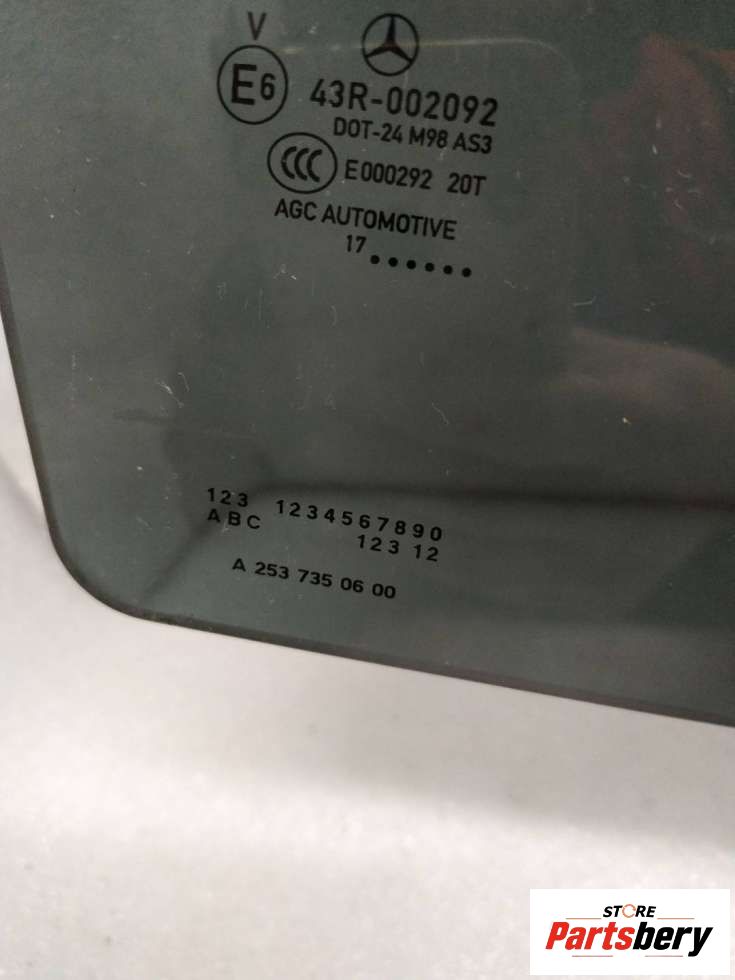 V
E6
43R-002092
DOT-24 M98 AS3
CCC
E000292 20T
AGC AUTOMOTIVE
17 ......
123 1234567890
ABC 123 12
A 253 735 06 00
STORE
Partsbery